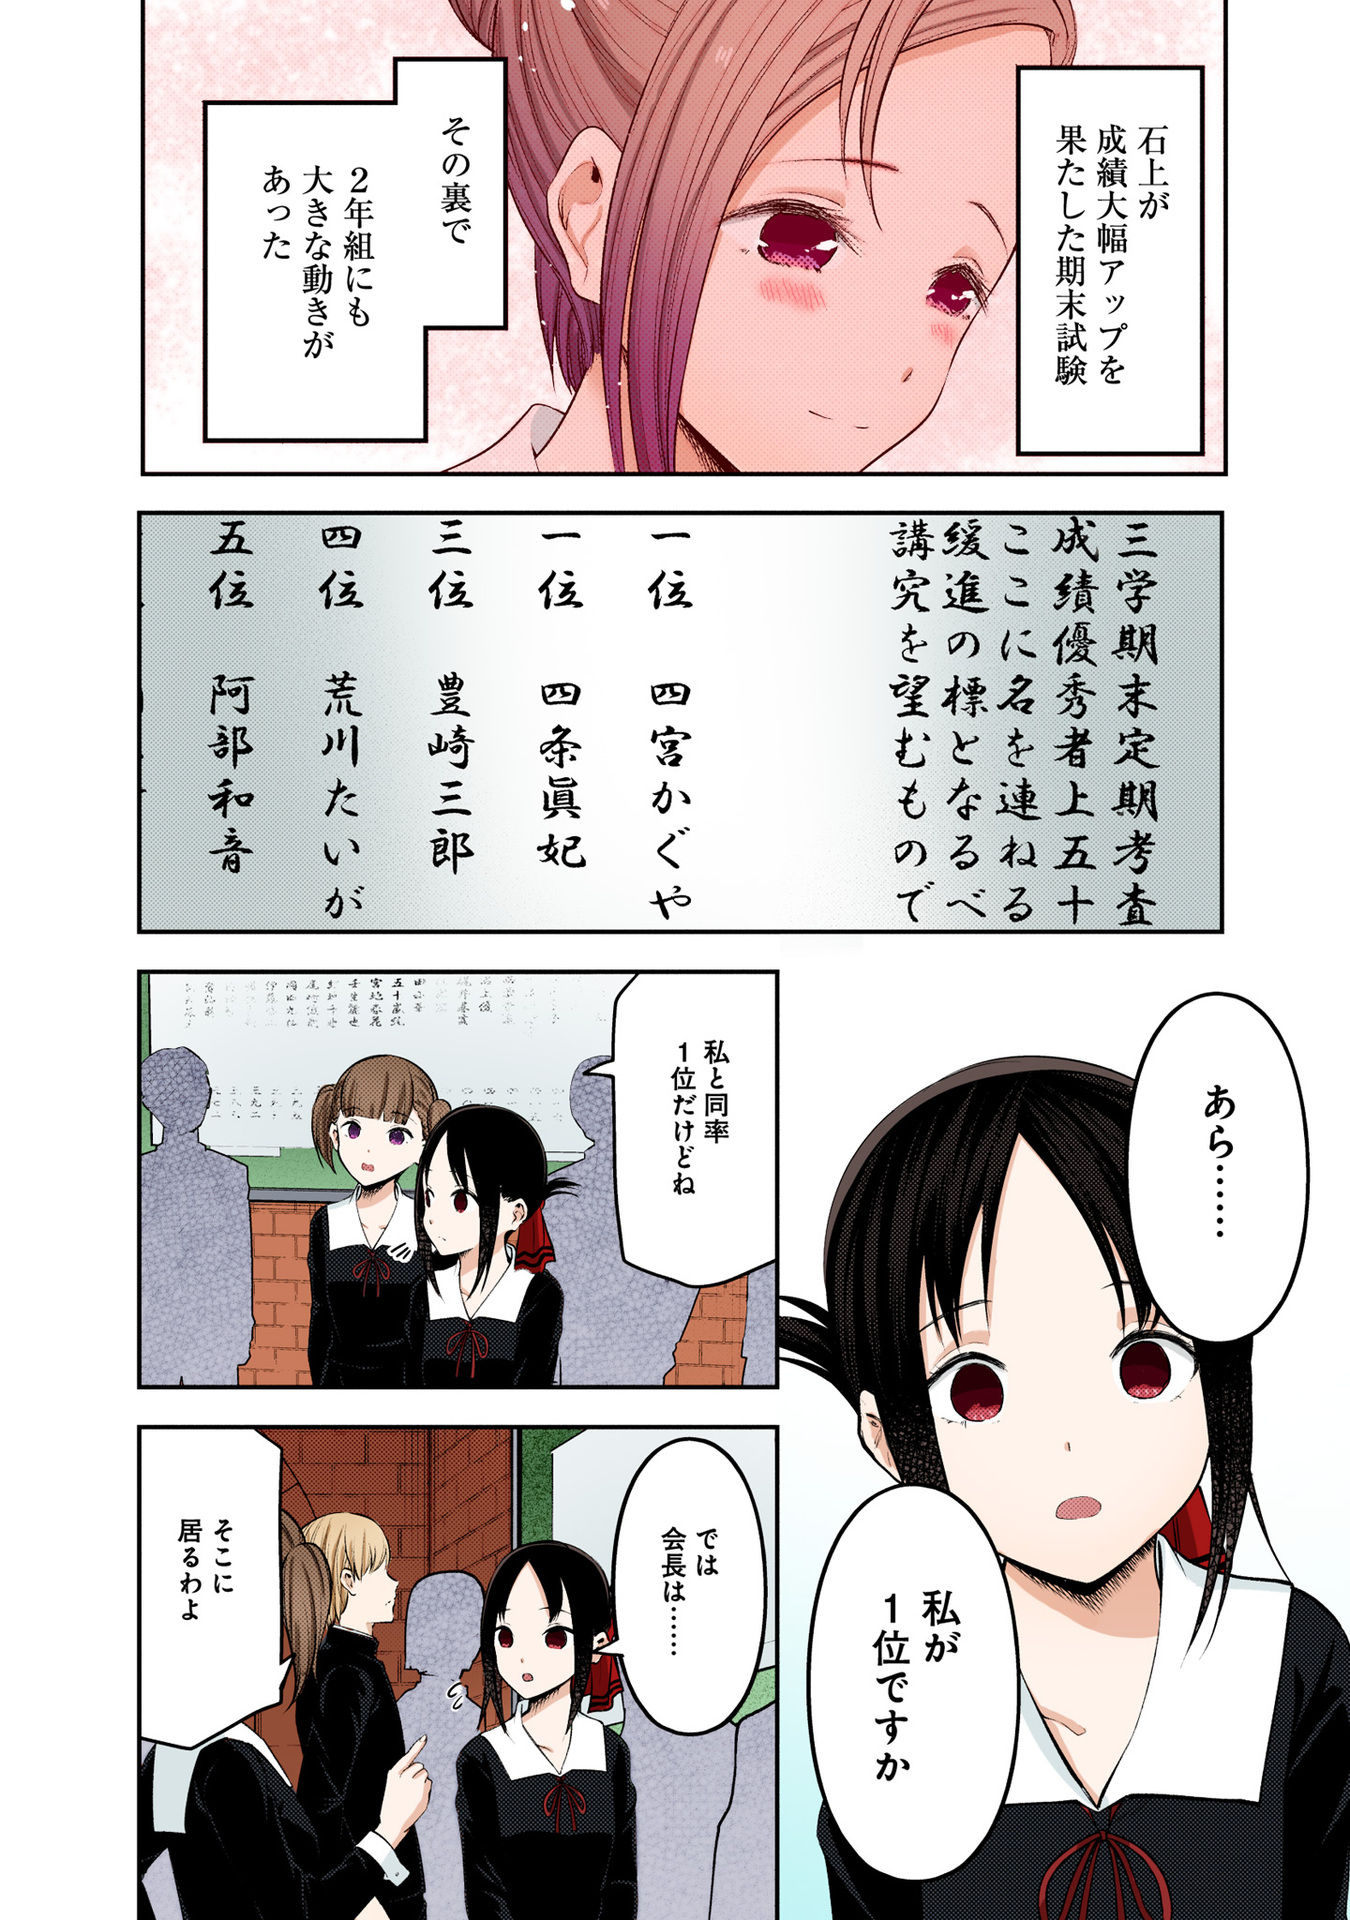 石上が
成績大幅アップを
果たした期末試験
その裏で
2年組にも
大きな動きが
あった
三学期末定期考査
成績優秀者上五十
ここに名を連ねる
緩進の標となるべ
講究を望むもので
一位 四宮かぐや
一位 四条眞妃
三位 豊崎三郎
四位 荒川たいが
五位 阿部和音
あら……
私が
1位ですか
私と同率
1位だけどね
では
会長は……
そこに
居るわよ